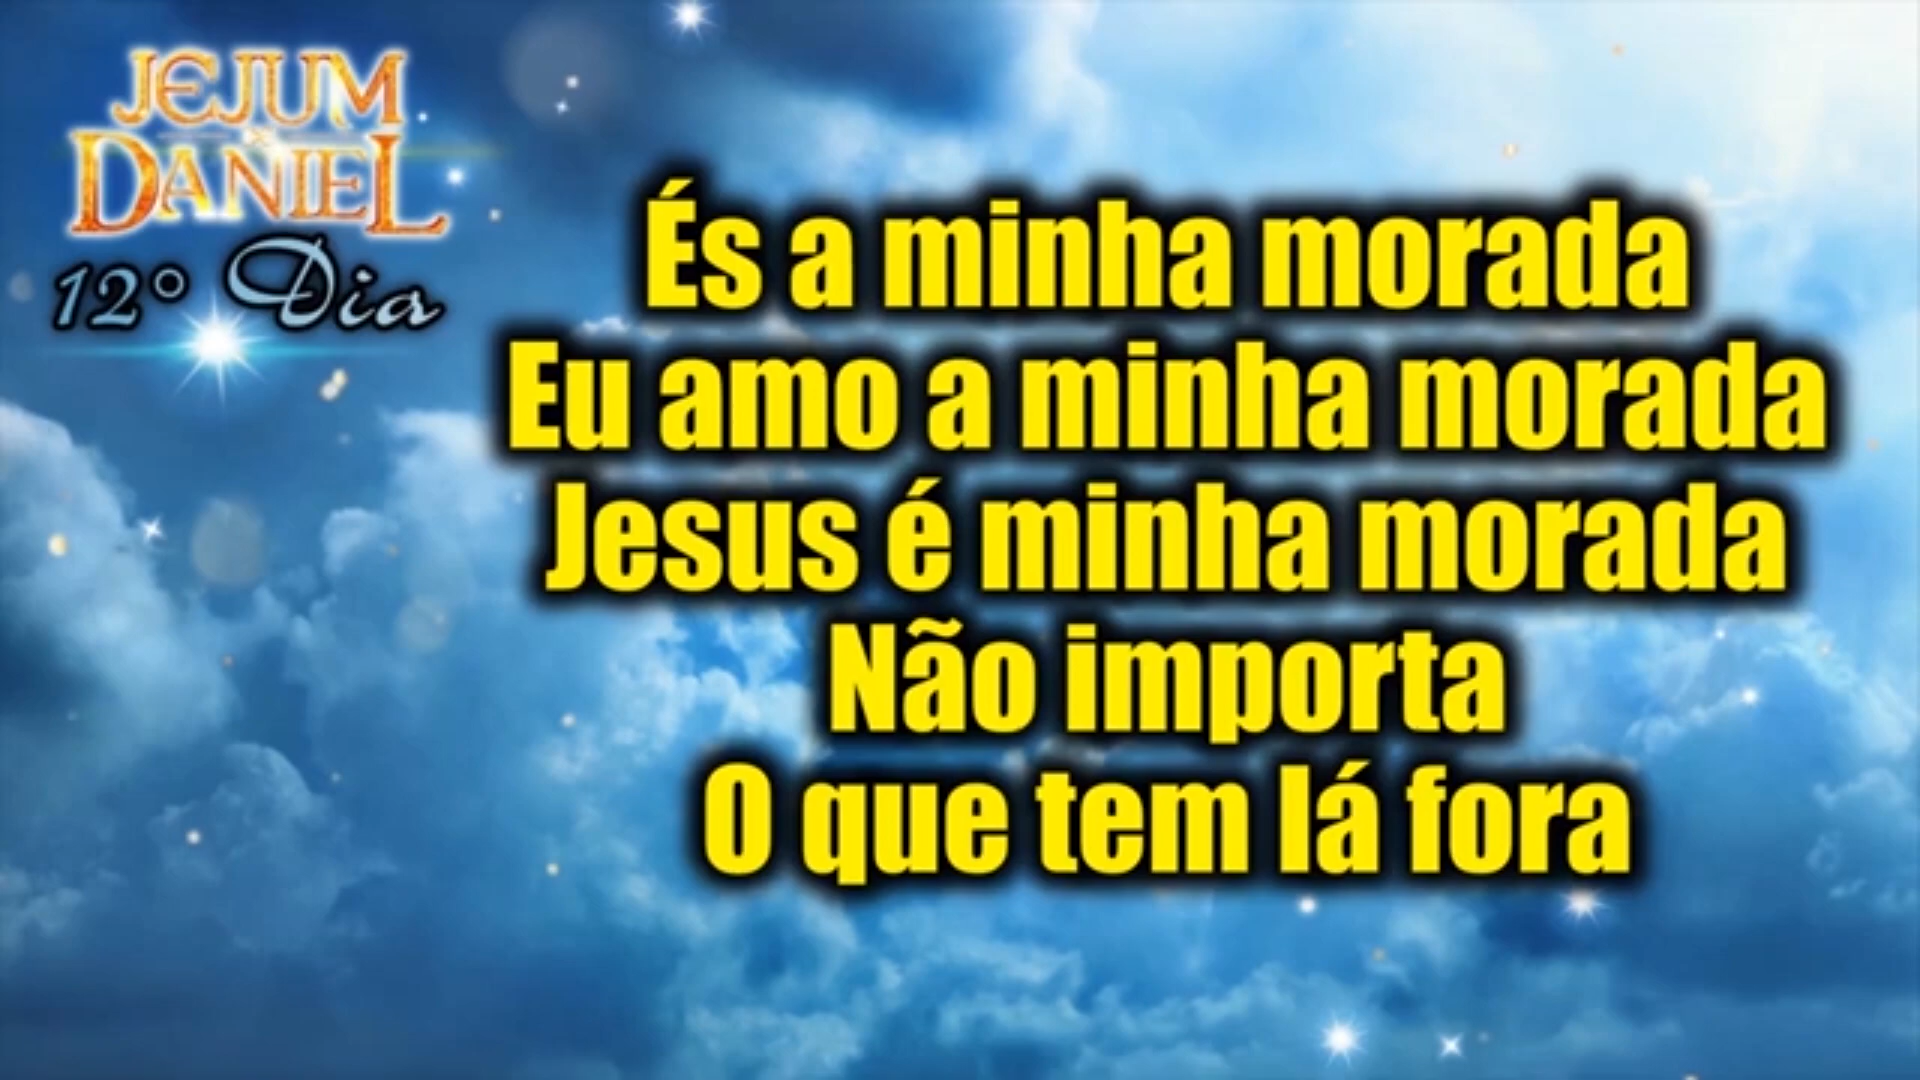 JEJUM
DANIEL
12° Dia
És a minha morada
Eu amo a minha morada
Jesus é minha morada
Não importa
O que tem lá fora